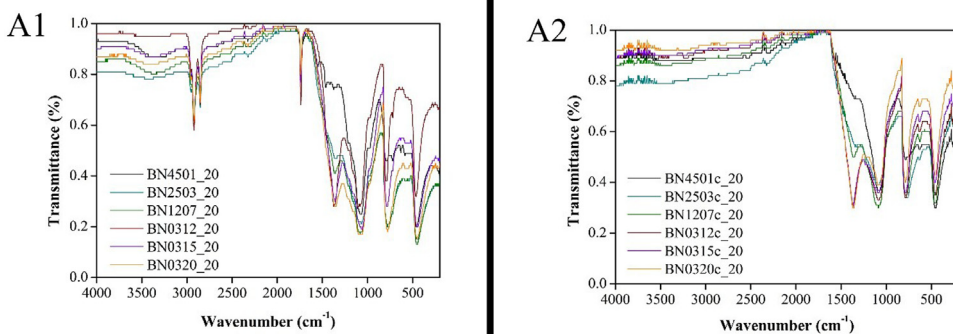 A1
Transmittance (%)
1.0
0.8
0.6
0.4
0.2
0.0
BN4501_20
BN2503_20
BN1207_20
BN0312_20
BN0315_20
BN0320_20
4000 3500 3000 2500 2000 1500 1000 500
Wavenumber (cm-1)
A2
Transmittance (%)
1.0
0.8
0.6
0.4
0.2
0.0
BN4501c_20
BN2503c_20
BN1207c_20
BN0312c_20
BN0315c_20
BN0320c_20
4000 3500 3000 2500 2000 1500 1000 500
Wavenumber (cm-1)